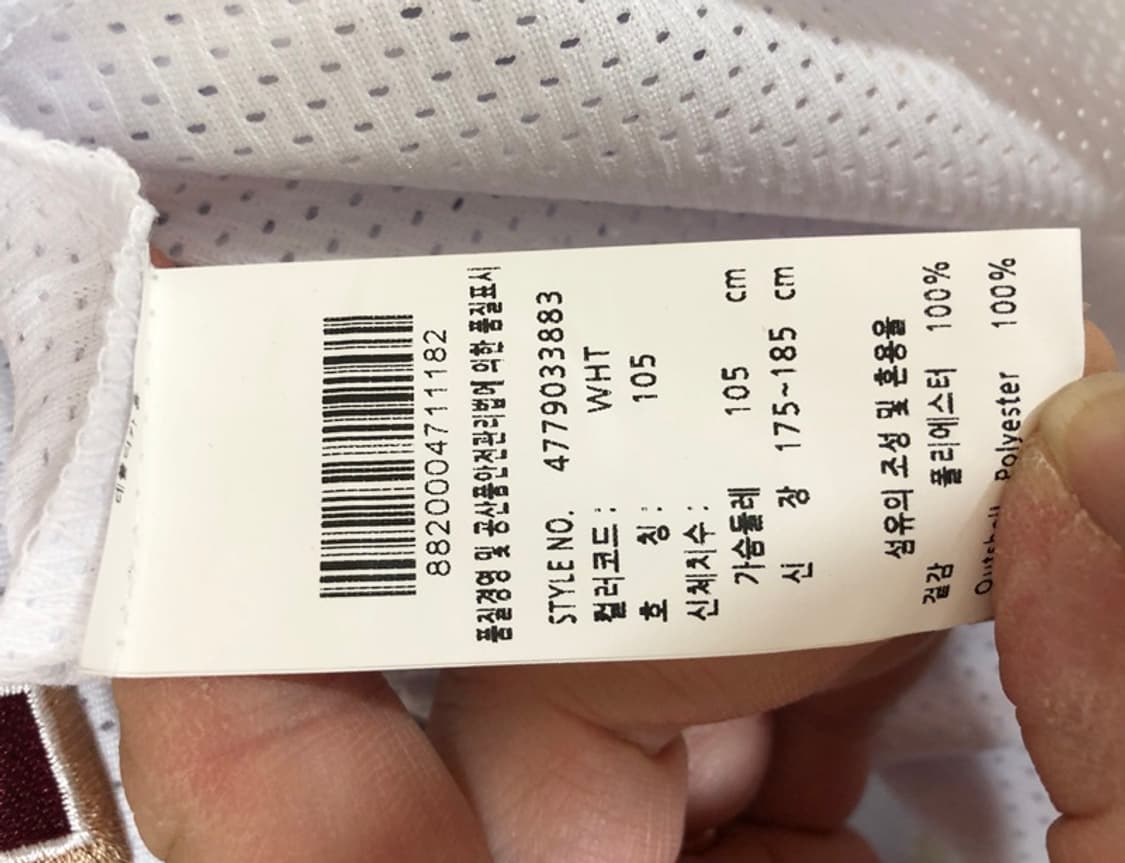 8820004711182
품질경영 및 공산품안전관리법에 의한 품질표시
STYLE NO. 4779033883
컬러코드: WHT
호 칭: 105
신체치수:
가슴둘레 105 cm
신 장 175~185 cm
섬유의 조성 및 혼용율
겉감 폴리에스터 100%
Outshell Polyester 100%